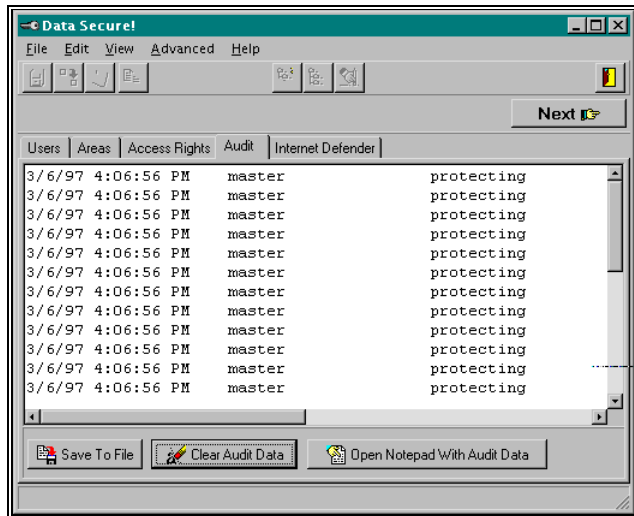 Data Secure!
File Edit View Advanced Help
Next
Users Areas Access Rights Audit Internet Defender
3/6/97 4:06:56 PM master protecting
3/6/97 4:06:56 PM master protecting
3/6/97 4:06:56 PM master protecting
3/6/97 4:06:56 PM master protecting
3/6/97 4:06:56 PM master protecting
3/6/97 4:06:56 PM master protecting
3/6/97 4:06:56 PM master protecting
3/6/97 4:06:56 PM master protecting
3/6/97 4:06:56 PM master protecting
3/6/97 4:06:56 PM master protecting
3/6/97 4:06:56 PM master protecting
3/6/97 4:06:56 PM master protecting
Save To File Clear Audit Data Open Notepad With Audit Data